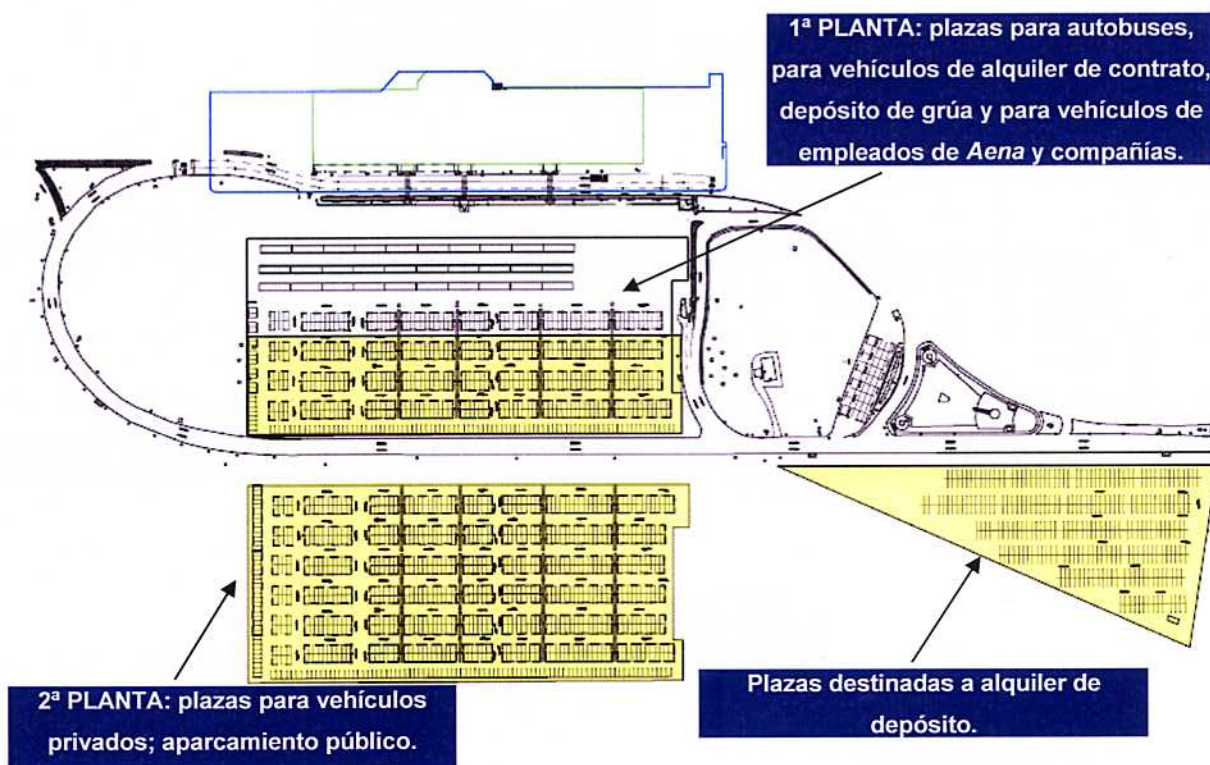 1ª PLANTA: plazas para autobuses,
para vehículos de alquiler de contrato,
depósito de grúa y para vehículos de
empleados de Aena y compañías.
2ª PLANTA: plazas para vehículos
privados; aparcamiento público.
Plazas destinadas a alquiler de
depósito.